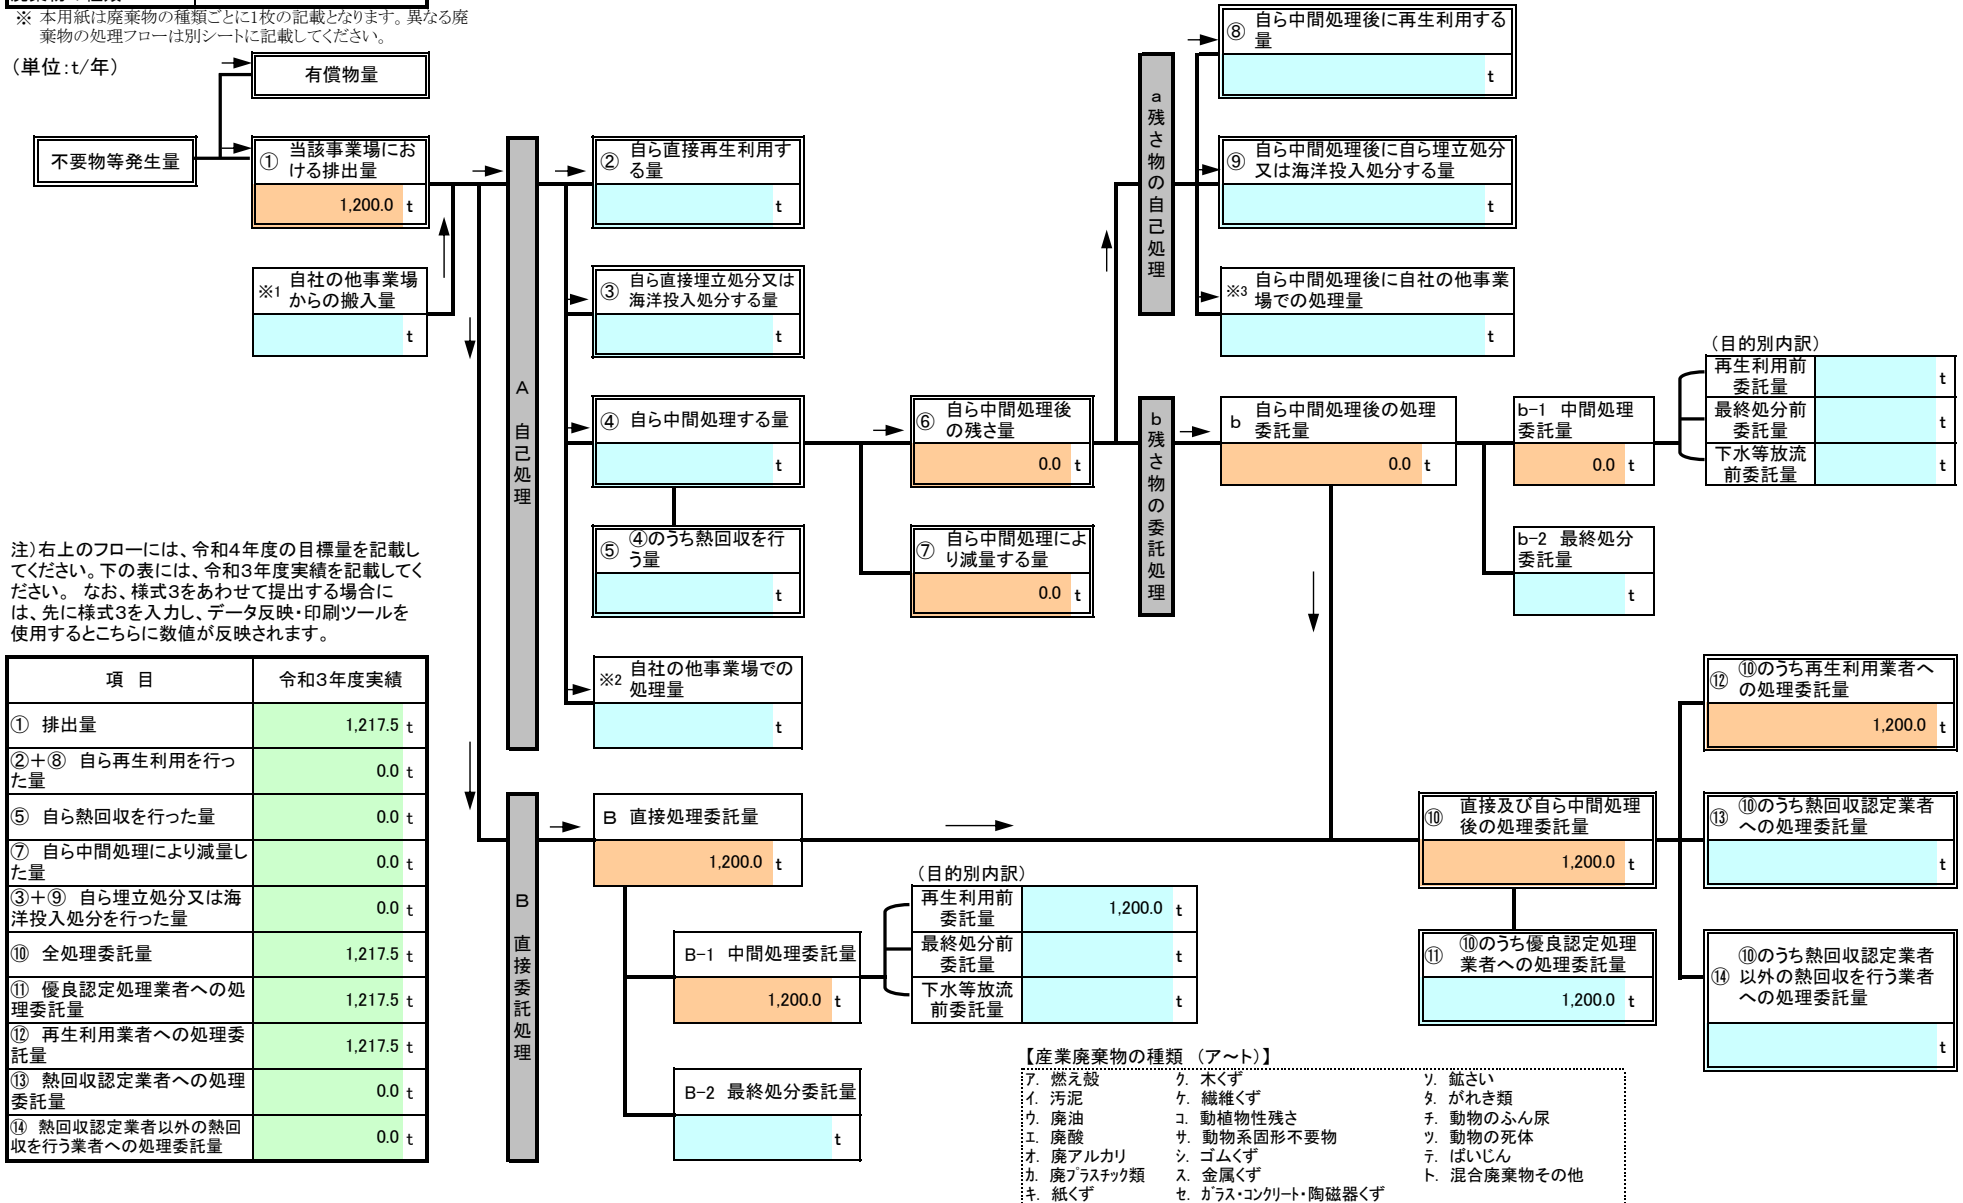 ※ 本用紙は廃棄物の種類ごとに1枚の記載となります。異なる廃
棄物の処理フローは別シートに記載してください。
(単位:t/年)
有償物量
不要物等発生量
① 当該事業場にお
ける排出量
1,200.0 t
※1 自社の他事業場
からの搬入量
t
A 自己処理
② 自ら直接再生利用す
る量
t
③ 自ら直接埋立処分又は
海洋投入処分する量
t
④ 自ら中間処理する量
t
⑤ ④のうち熱回収を行
う量
t
※2 自社の他事業場での
処理量
t
⑥ 自ら中間処理後
の残さ量
0.0 t
⑦ 自ら中間処理によ
り減量する量
0.0 t
a 残さ物の自己処理
⑧ 自ら中間処理後に再生利用する
量
t
⑨ 自ら中間処理後に自ら埋立処分
又は海洋投入処分する量
t
※3 自ら中間処理後に自社の他事業
場での処理量
t
b 残さ物の委託処理
b 自ら中間処理後の処理
委託量
0.0 t
b-1 中間処理
委託量
0.0 t
(目的別内訳)
再生利用前
委託量
t
最終処分前
委託量
t
下水等放流
前委託量
t
b-2 最終処分
委託量
t
注)右上のフローには、令和4年度の目標量を記載し
てください。下の表には、令和3年度実績を記載してく
ださい。 なお、様式3をあわせて提出する場合に
は、先に様式3を入力し、データ反映・印刷ツールを
使用するとこちらに数値が反映されます。
項 目 令和3年度実績
① 排出量 1,217.5 t
②+⑧ 自ら再生利用を行っ
た量 0.0 t
⑤ 自ら熱回収を行った量 0.0 t
⑦ 自ら中間処理により減量し
た量 0.0 t
③+⑨ 自ら埋立処分又は海
洋投入処分を行った量 0.0 t
⑩ 全処理委託量 1,217.5 t
⑪ 優良認定処理業者への処
理委託量 1,217.5 t
⑫ 再生利用業者への処理委
託量 1,217.5 t
⑬ 熱回収認定業者への処理
委託量 0.0 t
⑭ 熱回収認定業者以外の熱回
収を行う業者への処理委託量 0.0 t
B 直接委託処理
B 直接処理委託量
1,200.0 t
B-1 中間処理委託量
1,200.0 t
(目的別内訳)
再生利用前
委託量
1,200.0 t
最終処分前
委託量
t
下水等放流
前委託量
t
B-2 最終処分委託量
t
⑩ 直接及び自ら中間処理
後の処理委託量
1,200.0 t
⑪ ⑩のうち優良認定処理
業者への処理委託量
1,200.0 t
⑫ ⑩のうち再生利用業者へ
の処理委託量
1,200.0 t
⑬ ⑩のうち熱回収認定業者
への処理委託量
t
⑭ ⑩のうち熱回収認定業者
以外の熱回収を行う業者
への処理委託量
t
【産業廃棄物の種類 (ア~ト)】
ア. 燃え殻 ク. 木くず ソ. 鉱さい
イ. 汚泥 ケ. 繊維くず タ. がれき類
ウ. 廃油 コ. 動植物性残さ チ. 動物のふん尿
エ. 廃酸 サ. 動物系固形不要物 ツ. 動物の死体
オ. 廃アルカリ シ. ゴムくず テ. ばいじん
カ. 廃プラスチック類 ス. 金属くず ト. 混合廃棄物その他
キ. 紙くず セ. ガラス・コンクリート・陶磁器くず